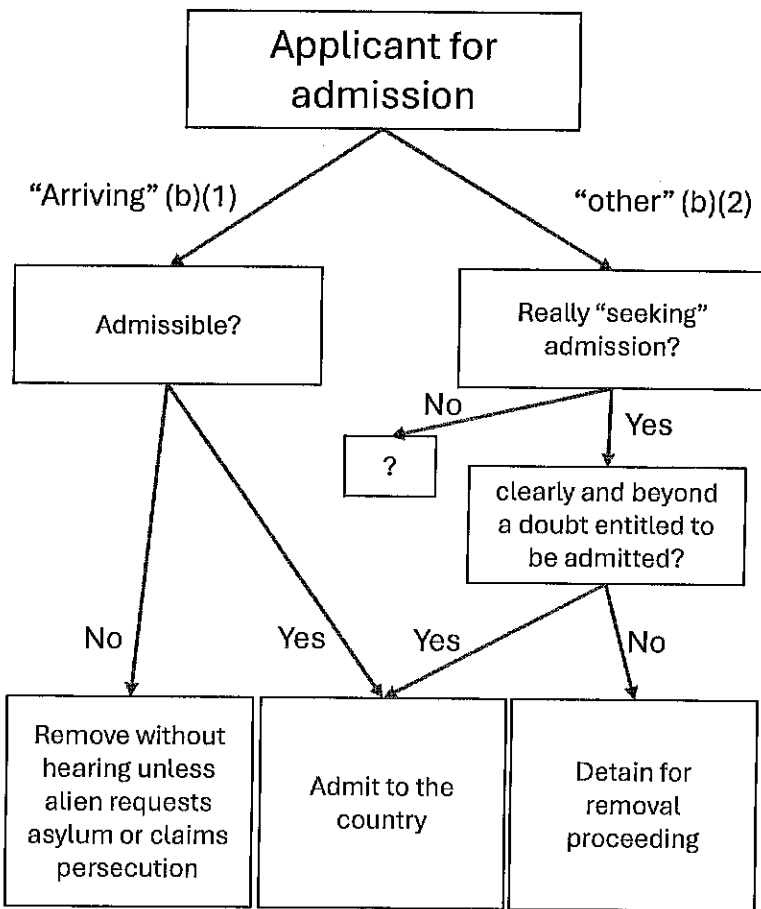 Applicant for
admission
“Arriving” (b)(1)
“other” (b)(2)
Admissible?
Really “seeking”
admission?
No
Yes
?
clearly and beyond
a doubt entitled to
be admitted?
No
Yes
Yes
No
Remove without
hearing unless
alien requests
asylum or claims
persecution
Admit to the
country
Detain for
removal
proceeding